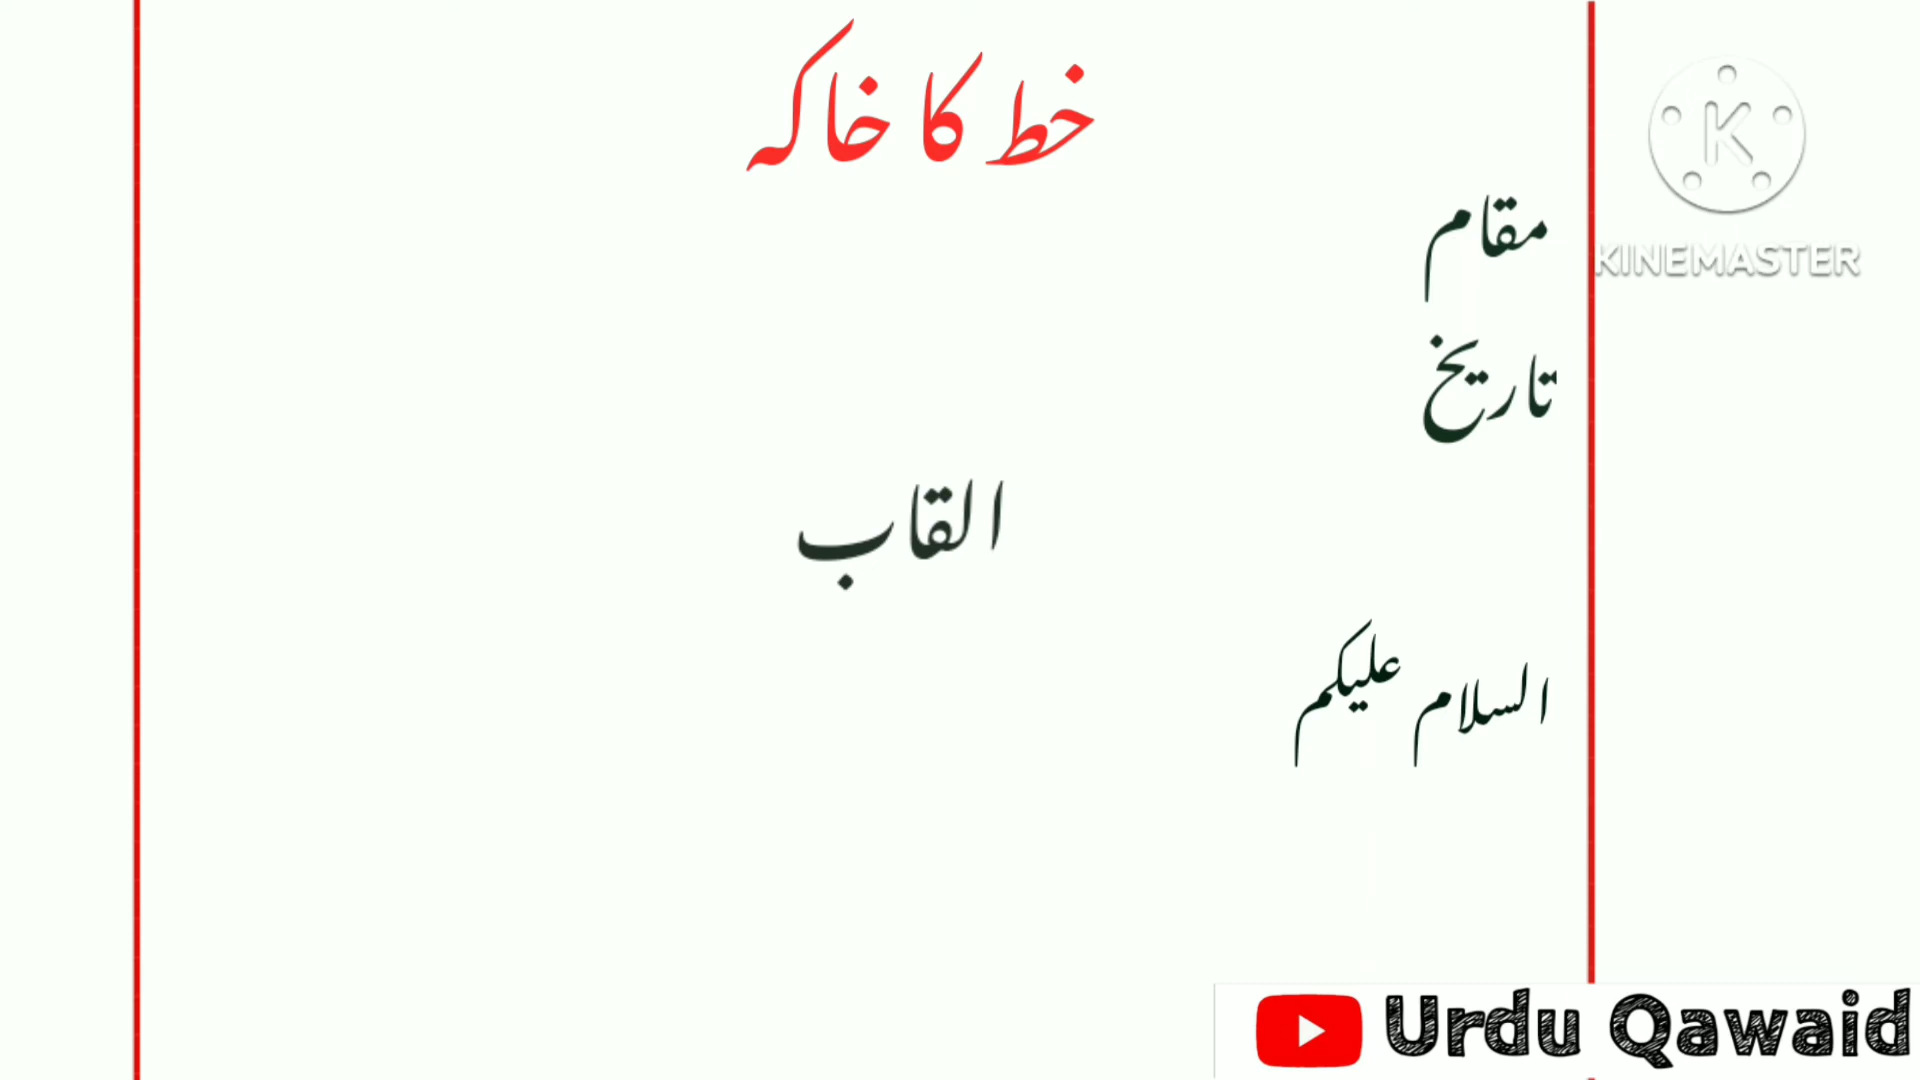 خط کا خاکہ
مقام
تاریخ
القاب
السلام علیکم
K
KINEMASTER
Urdu Qawaid